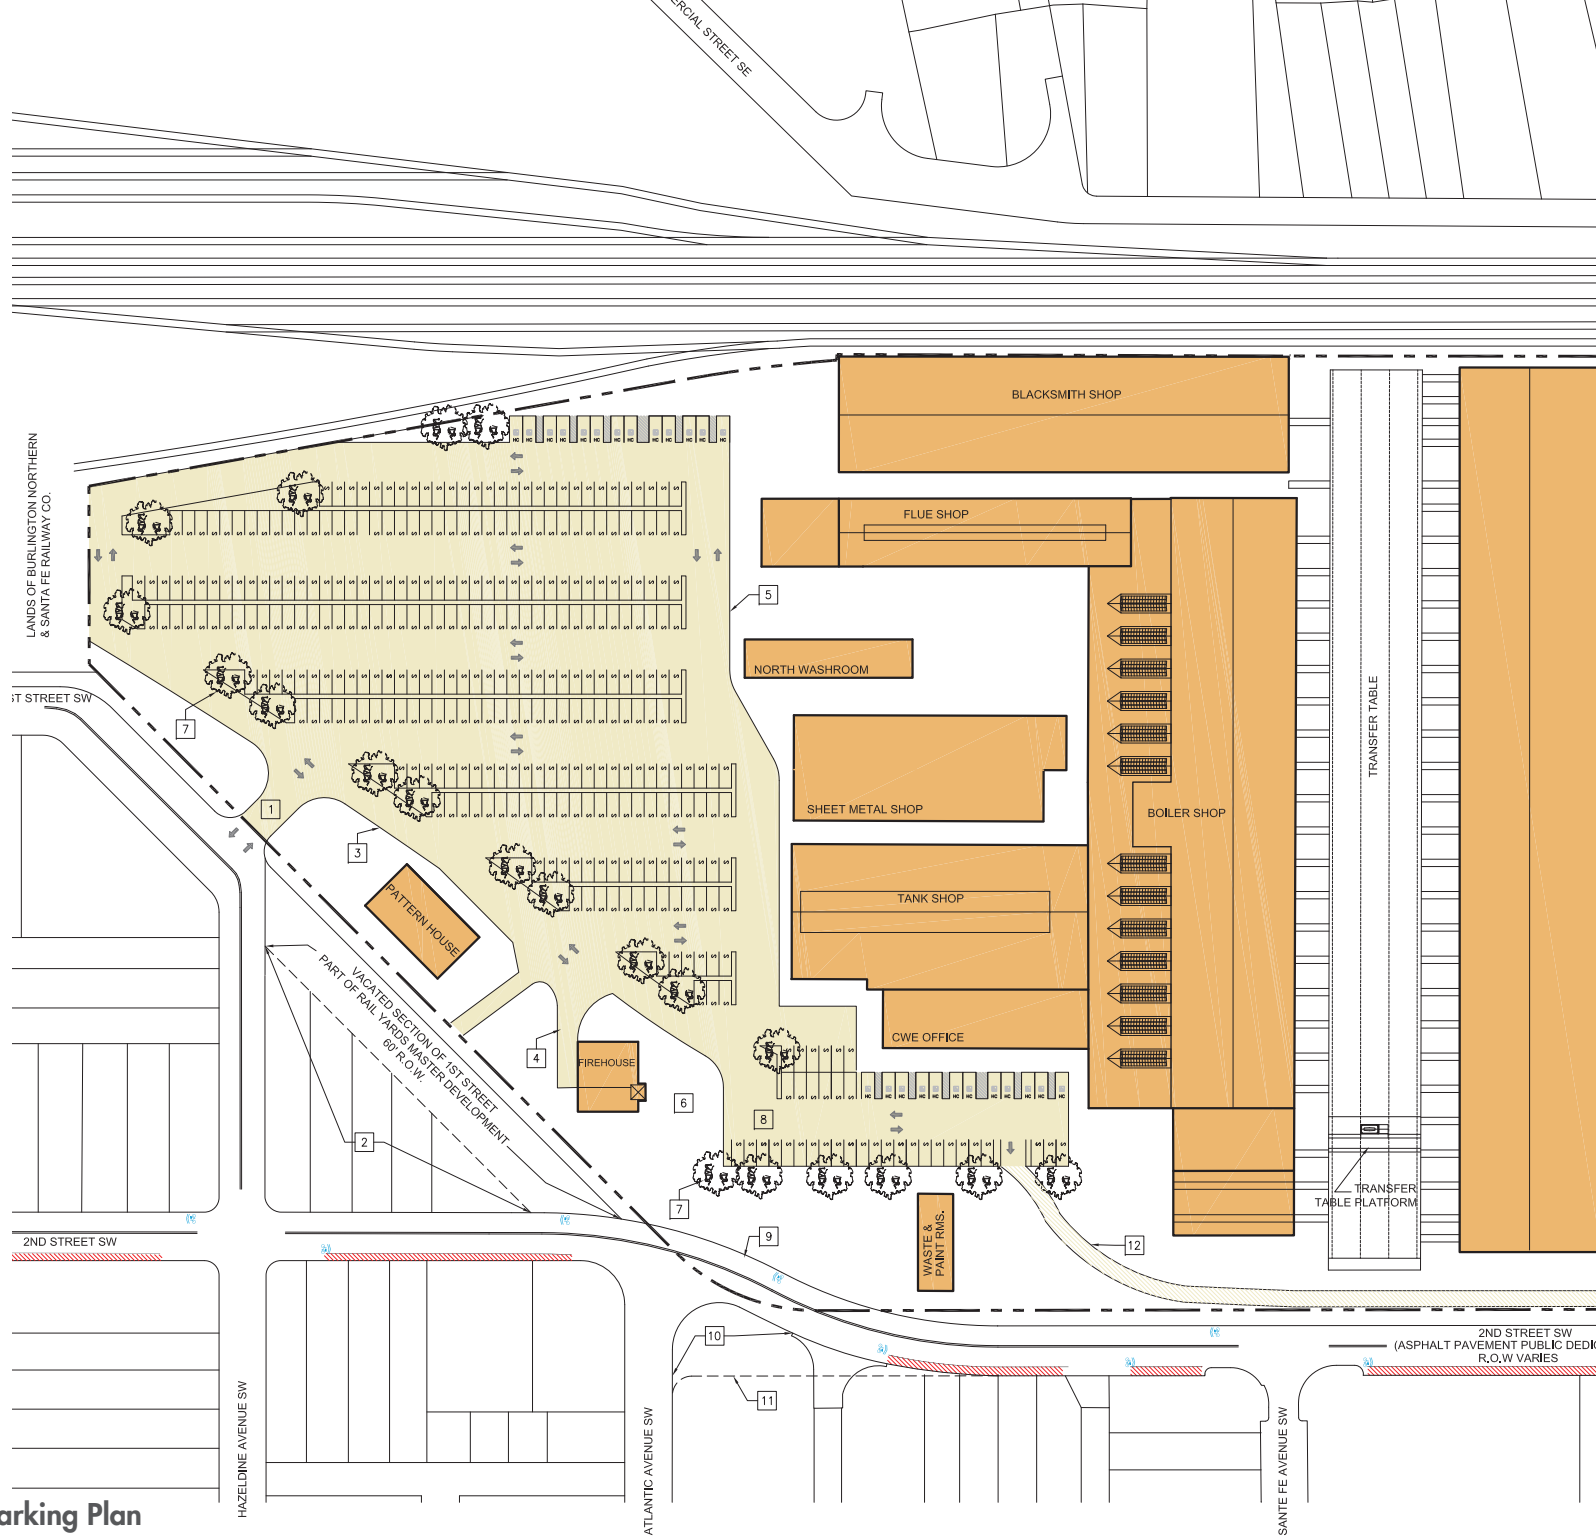 ERCIAL STREET SE
BLACKSMITH SHOP
LANDS OF BURLINGTON NORTHERN
& SANTA FE RAILWAY CO.
FLUE SHOP
5
NORTH WASHROOM
ST STREET SW
7
TRANSFER TABLE
1
SHEET METAL SHOP
BOILER SHOP
3
PATTERN HOUSE
TANK SHOP
VACATED SECTION OF 1ST STREET
PART OF RAIL YARDS MASTER DEVELOPMENT
60' R.O.W.
CWE OFFICE
4
FIREHOUSE
6
8
2
TRANSFER
TABLE PLATFORM
7
2ND STREET SW
9
WASTE &
PAINT RMS.
12
10
2ND STREET SW
(ASPHALT PAVEMENT PUBLIC DEDI
R.O.W VARIES
11
HAZELDINE AVENUE SW
ATLANTIC AVENUE SW
SANTE FE AVENUE SW
arking Plan